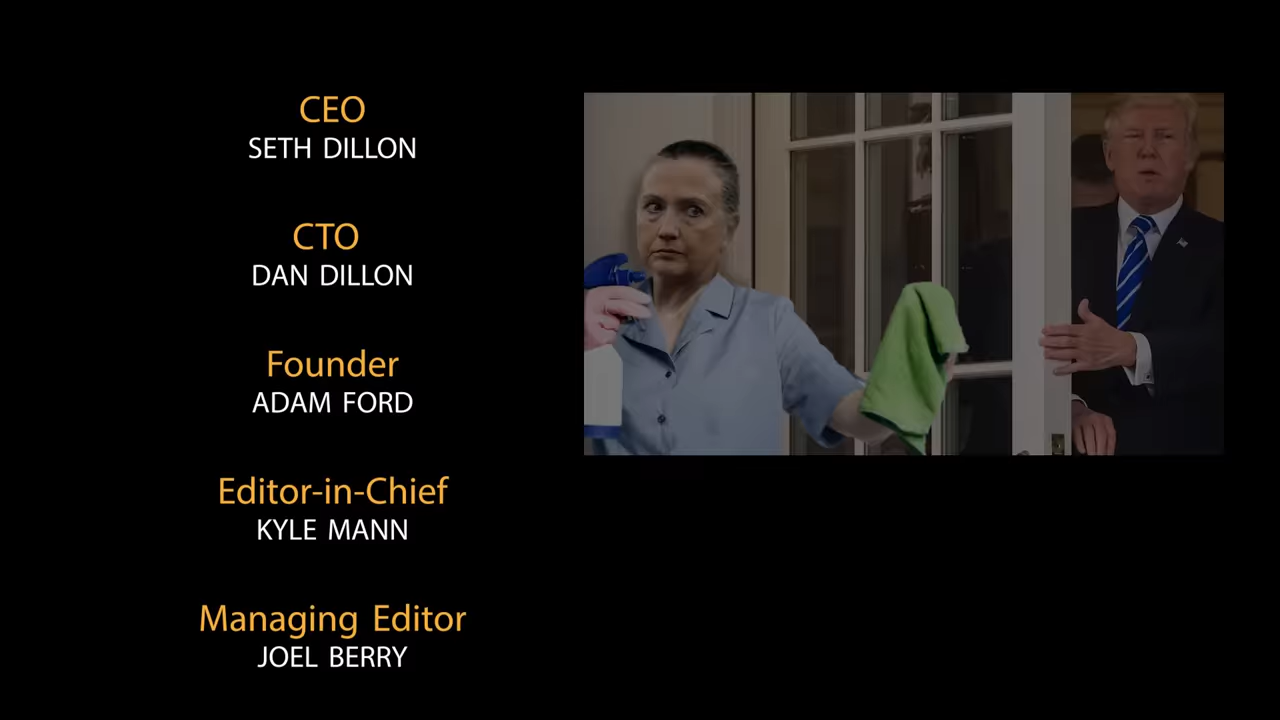 CEO
SETH DILLON
CTO
DAN DILLON
Founder
ADAM FORD
Editor-in-Chief
KYLE MANN
Managing Editor
JOEL BERRY